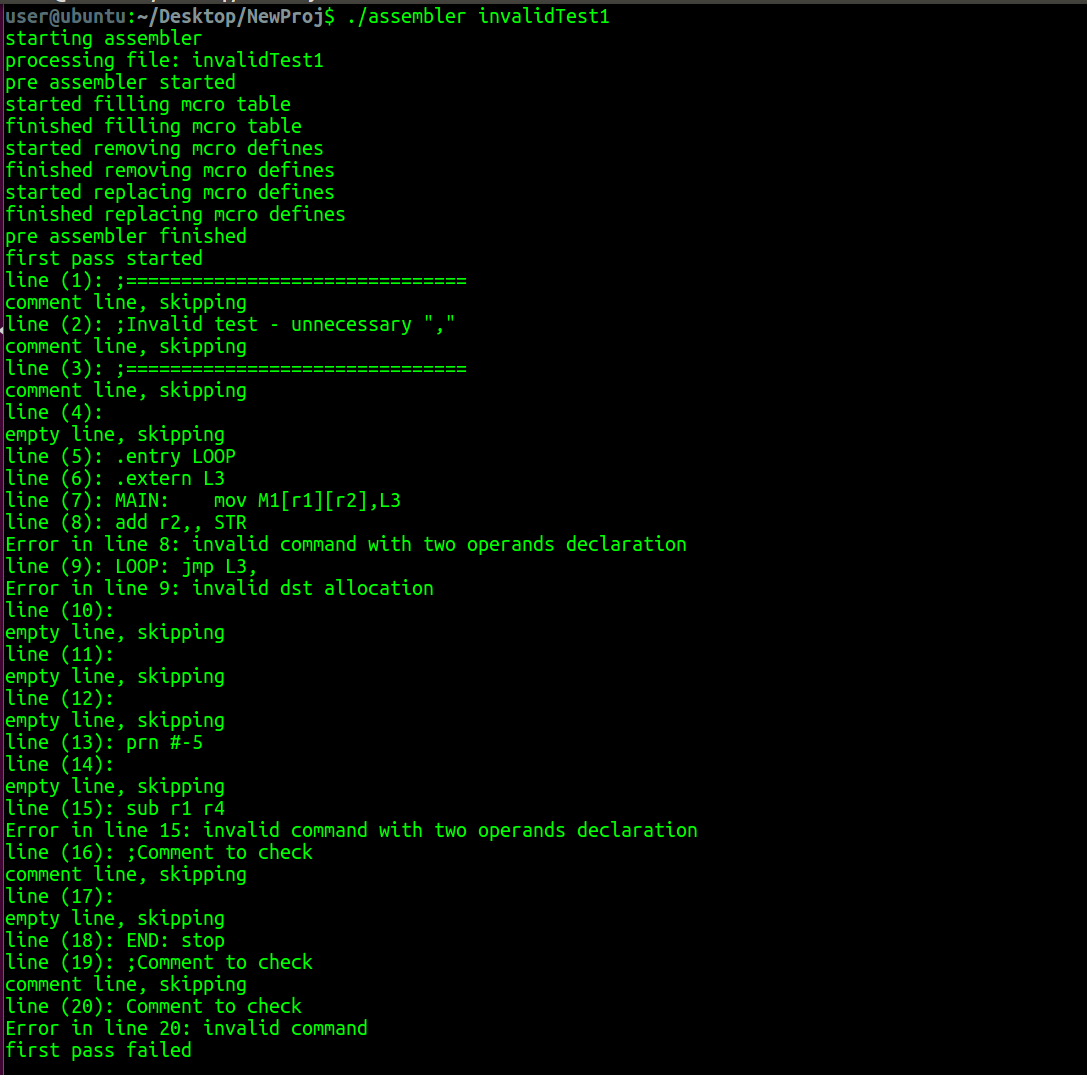 user@ubuntu:~/Desktop/NewProj$ ./assembler invalidTest1
starting assembler
processing file: invalidTest1
pre assembler started
started filling mcro table
finished filling mcro table
started removing mcro defines
finished removing mcro defines
started replacing mcro defines
finished replacing mcro defines
pre assembler finished
first pass started
line (1): ;===============================
comment line, skipping
line (2): ;Invalid test - unnecessary ","
comment line, skipping
line (3): ;===============================
comment line, skipping
line (4):
empty line, skipping
line (5): .entry LOOP
line (6): .extern L3
line (7): MAIN:    mov M1[r1][r2],L3
line (8): add r2,, STR
Error in line 8: invalid command with two operands declaration
line (9): LOOP: jmp L3,
Error in line 9: invalid dst allocation
line (10):
empty line, skipping
line (11):
empty line, skipping
line (12):
empty line, skipping
line (13): prn #-5
line (14):
empty line, skipping
line (15): sub r1 r4
Error in line 15: invalid command with two operands declaration
line (16): ;Comment to check
comment line, skipping
line (17):
empty line, skipping
line (18): END: stop
line (19): ;Comment to check
comment line, skipping
line (20): Comment to check
Error in line 20: invalid command
first pass failed